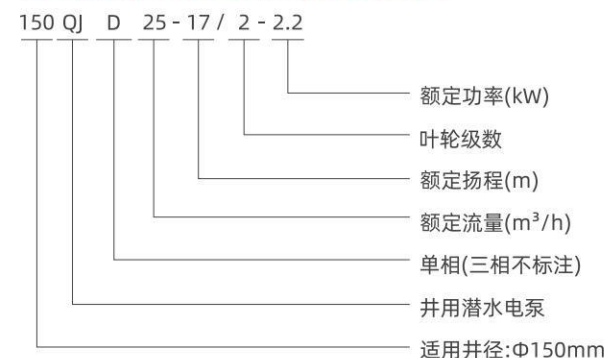 150 QJ D 25 - 17 / 2 - 2.2
额定功率(kW)
叶轮级数
额定扬程(m)
额定流量(m³/h)
单相(三相不标注)
井用潜水电泵
适用井径:Φ150mm